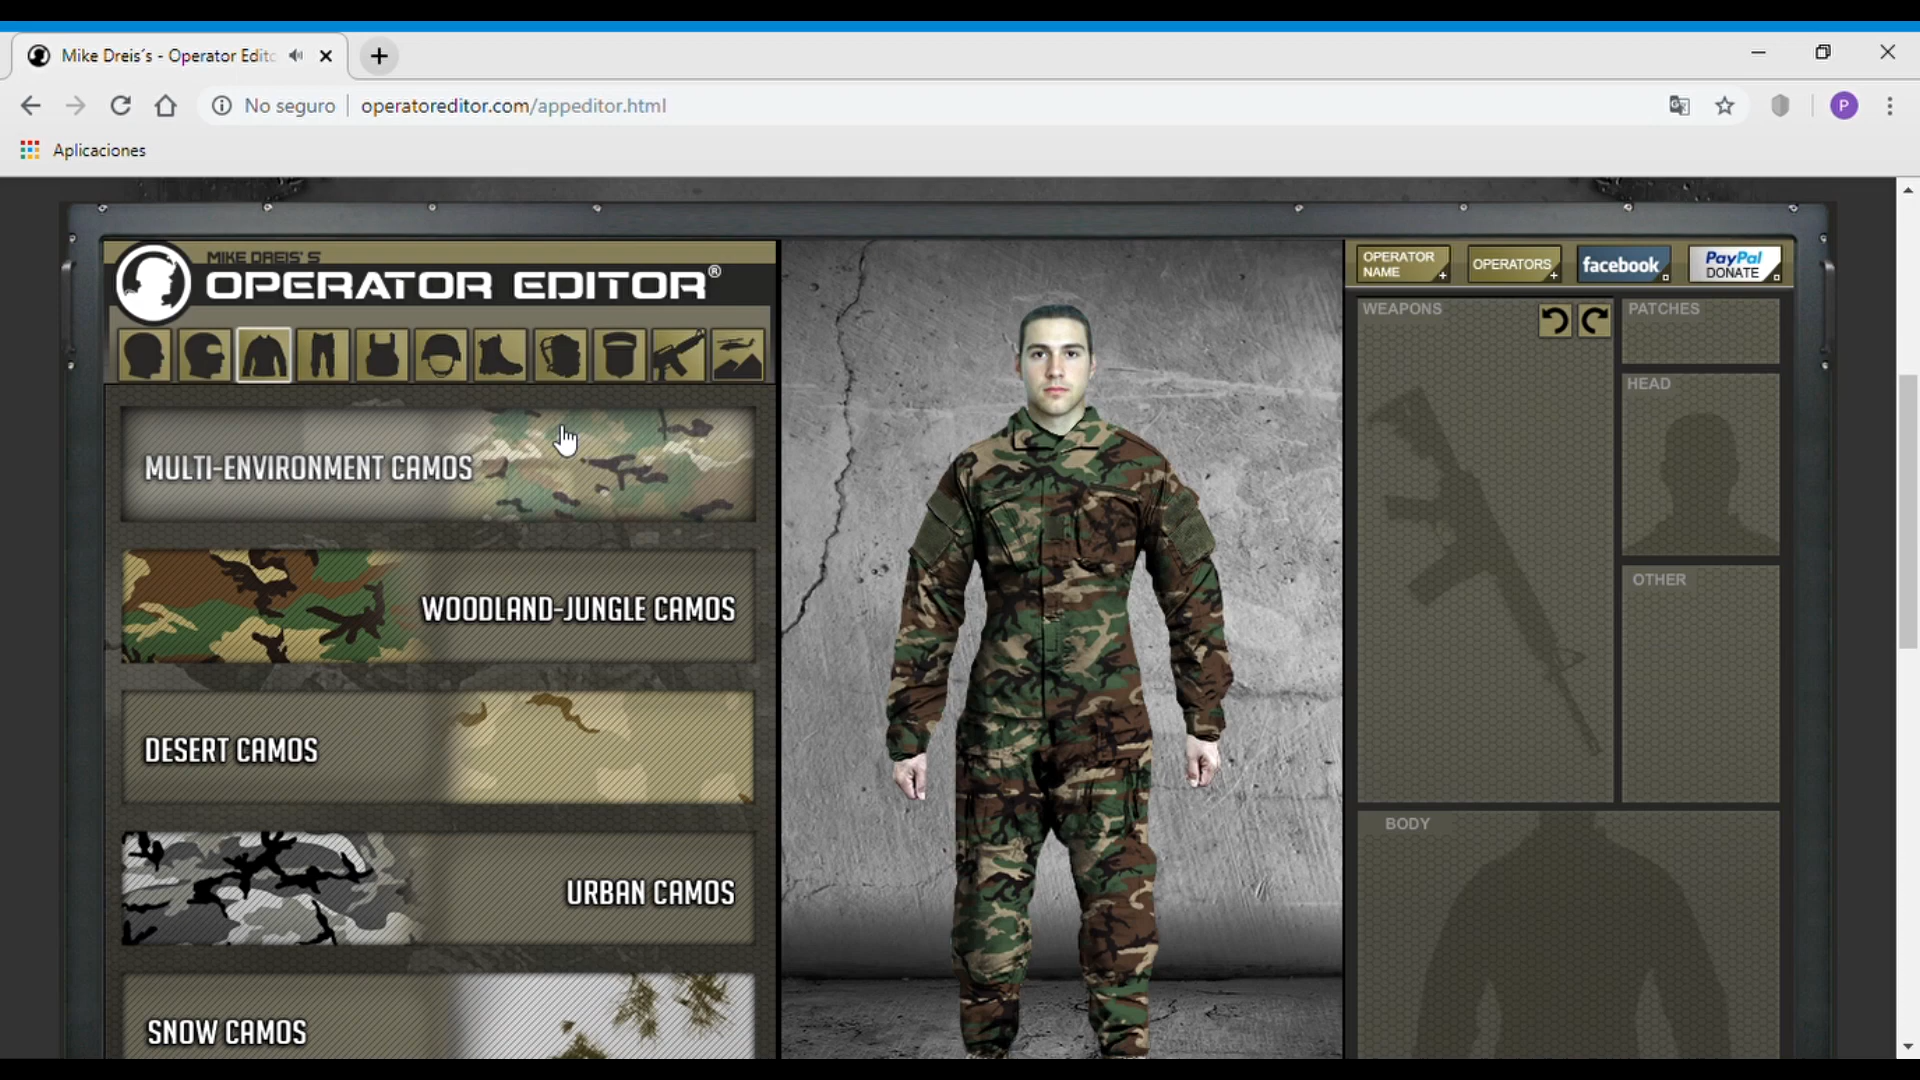 Mike Dreis´s - Operator Edito
No seguro
operatoreditor.com/appeditor.html
P
Aplicaciones
MIKE DREIS'S
OPERATOR EDITOR®
OPERATOR NAME
OPERATORS
facebook
PayPal
DONATE
WEAPONS
PATCHES
HEAD
OTHER
BODY
MULTI-ENVIRONMENT CAMOS
WOODLAND-JUNGLE CAMOS
DESERT CAMOS
URBAN CAMOS
SNOW CAMOS